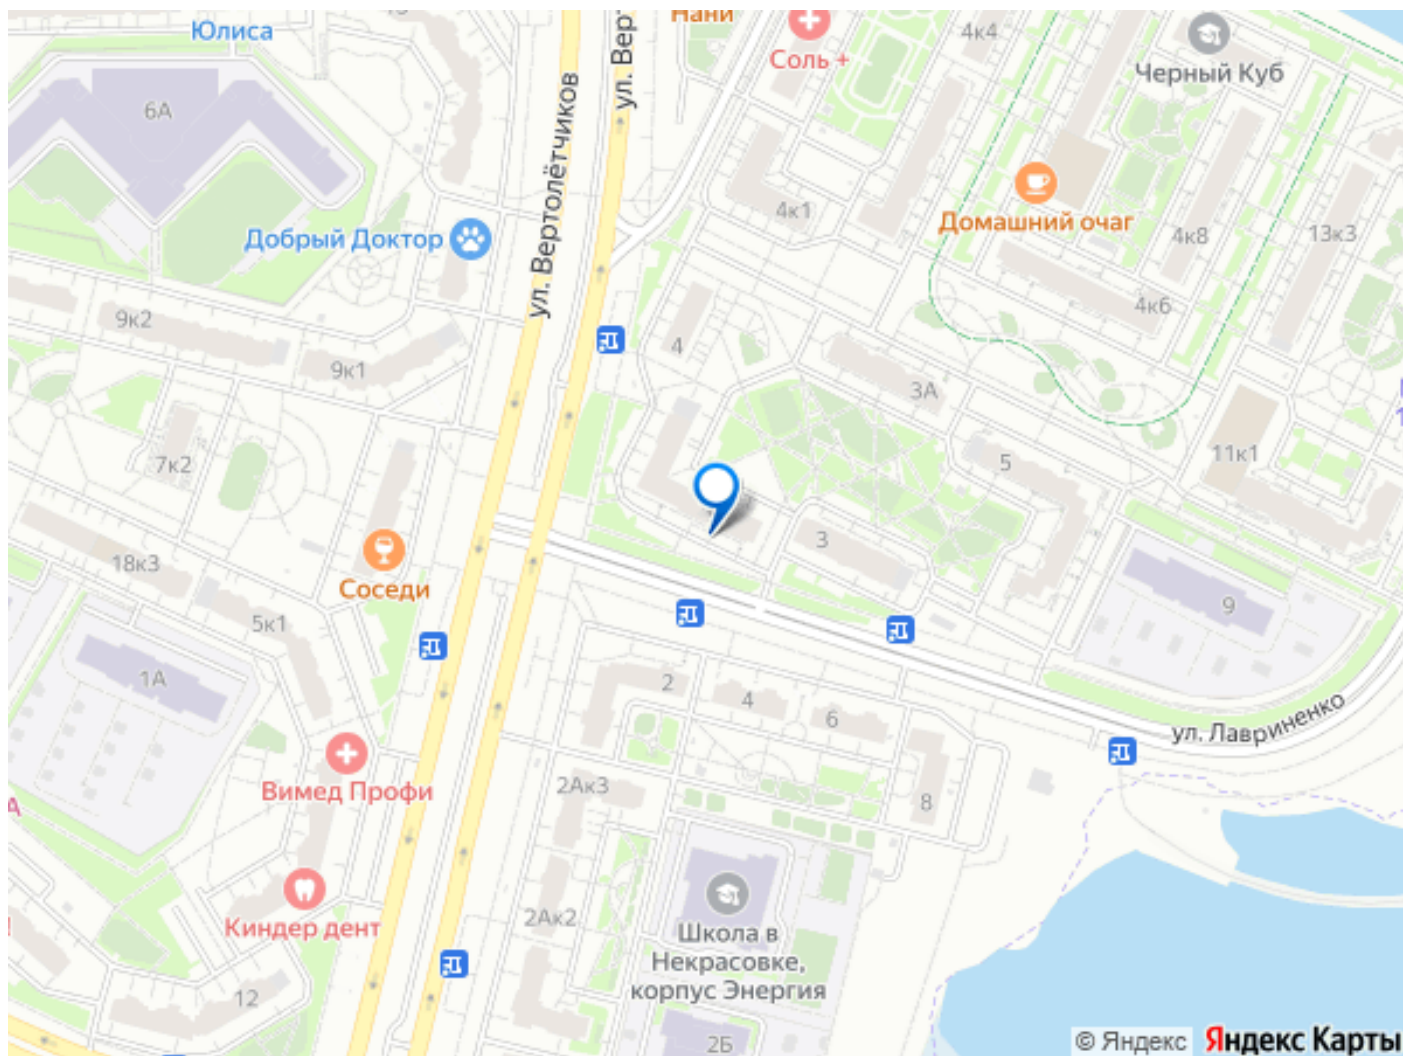 Юлиса
Нани
Соль +
4к4
Черный Куб
6А
ул. Вертолётчиков
ул. Вер
Домашний очаг
4к1
4к8
13к3
Добрый Доктор
4к6
9к2
9к1
4
3А
7к2
5
11к1
18к3
3
Соседи
5к1
9
1А
2
4
6
ул. Лавриненко
Вимед Профи
2Ак3
8
А
Киндер дент
2Ак2
Школа в
Некрасовке,
корпус Энергия
12
2Б
© Яндекс Яндекс Карты